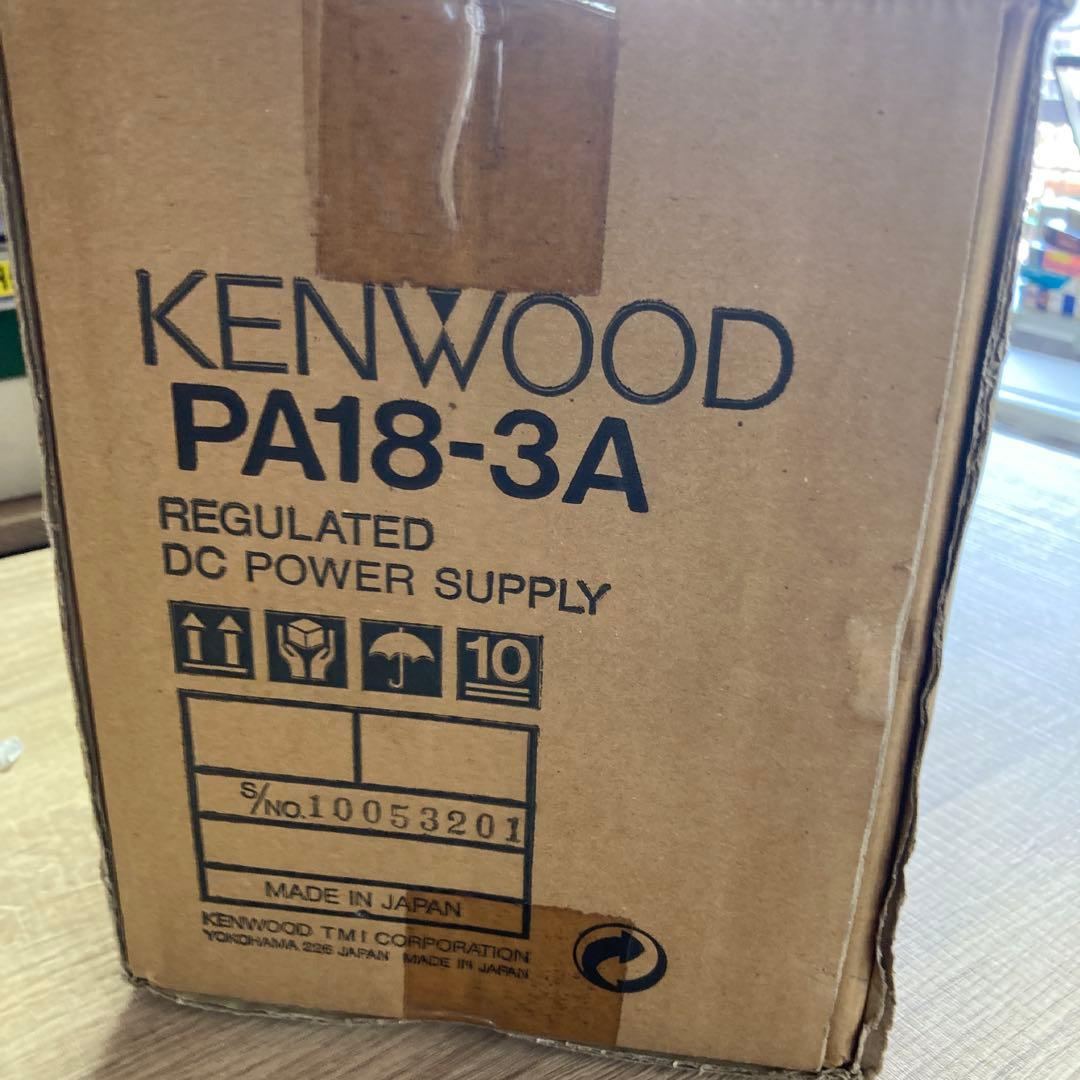 KENWOOD
PA18-3A
REGULATED
DC POWER SUPPLY
10
S/NO.10053201
MADE IN JAPAN
KENWOOD TMI CORPORATION
YOKOHAMA 226 JAPAN MADE IN JAPAN